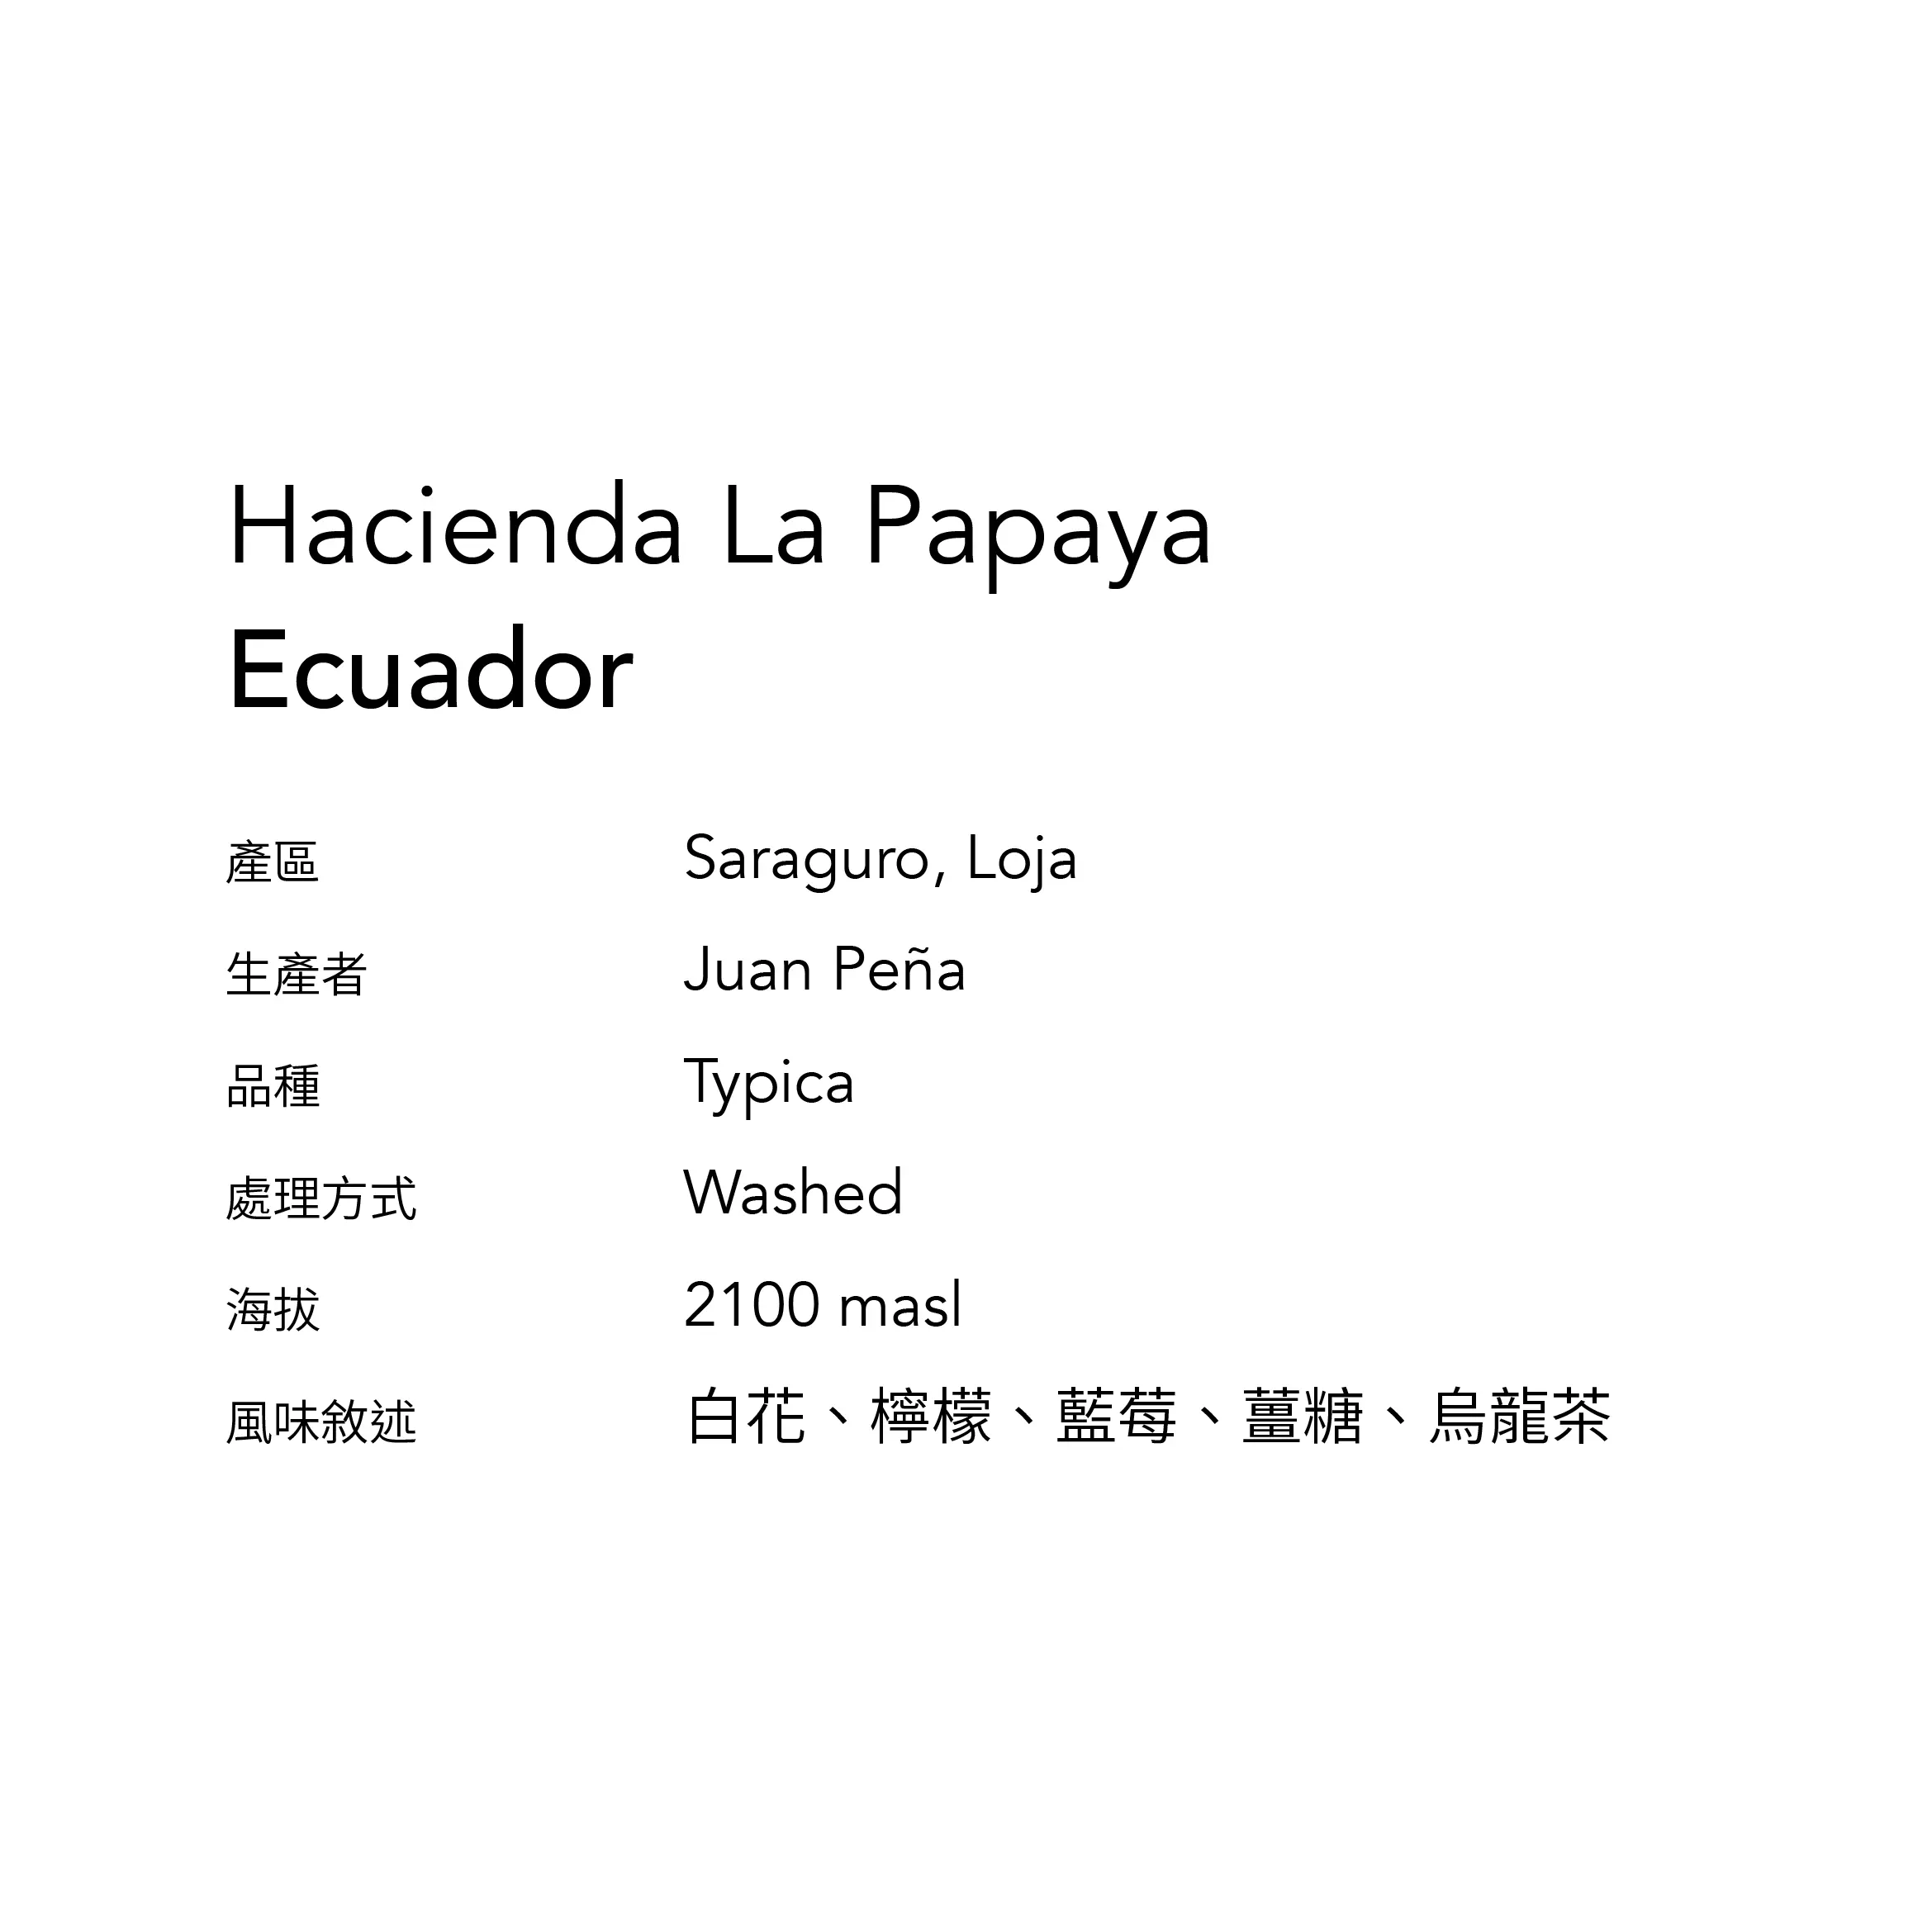 Hacienda La Papaya
Ecuador
產區 Saraguro, Loja
生產者 Juan Peña
品種 Typica
處理方式 Washed
海拔 2100 masl
風味敘述 白花、檸檬、藍莓、薑糖、烏龍茶